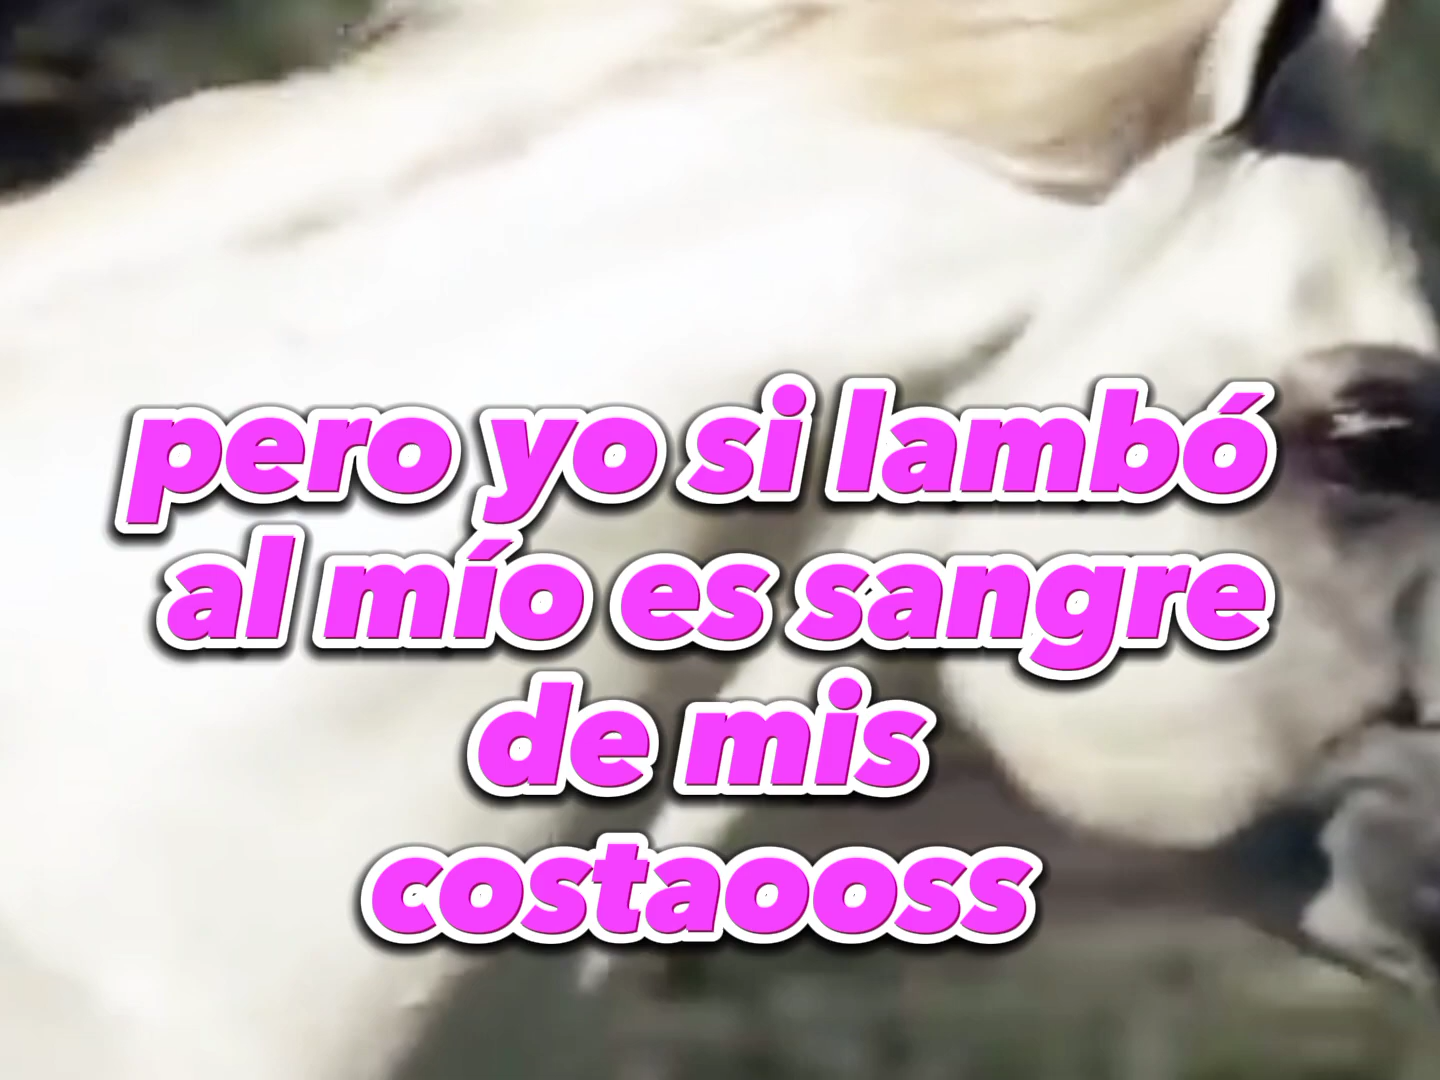 pero yo si lambó
al mío es sangre
de mis
costaooss